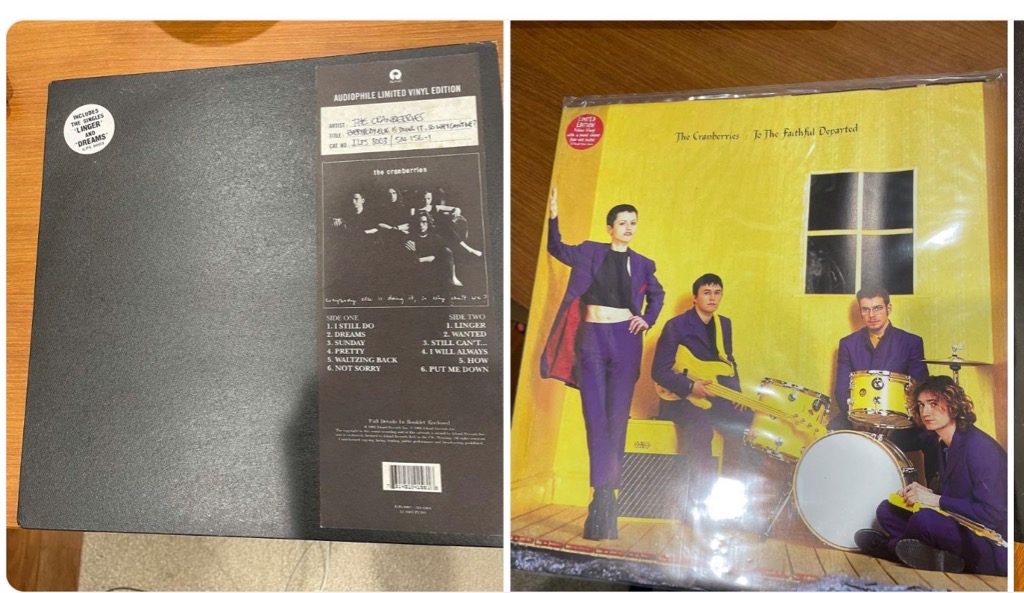 INCLUDES
THE SINGLES
"LINGER"
AND
"DREAMS"
AUDIOPHILE LIMITED VINYL EDITION
ARTIST THE CRANBERRIES
TITLE EVERYBODY ELSE IS DOING IT, SO WHY CAN'T WE?
CAT NO.
the cranberries
everybody else is doing it, so why can't we?
SIDE ONE
1. I STILL DO
2. DREAMS
3. SUNDAY
4. PRETTY
5. WALTZING BACK
6. NOT SORRY
SIDE TWO
1. LINGER
2. WANTED
3. STILL CAN'T...
4. I WILL ALWAYS
5. HOW
6. PUT ME DOWN
Full Details In Booklet Enclosed
LIMITED
EDITION
The Cranberries To The Faithful Departed